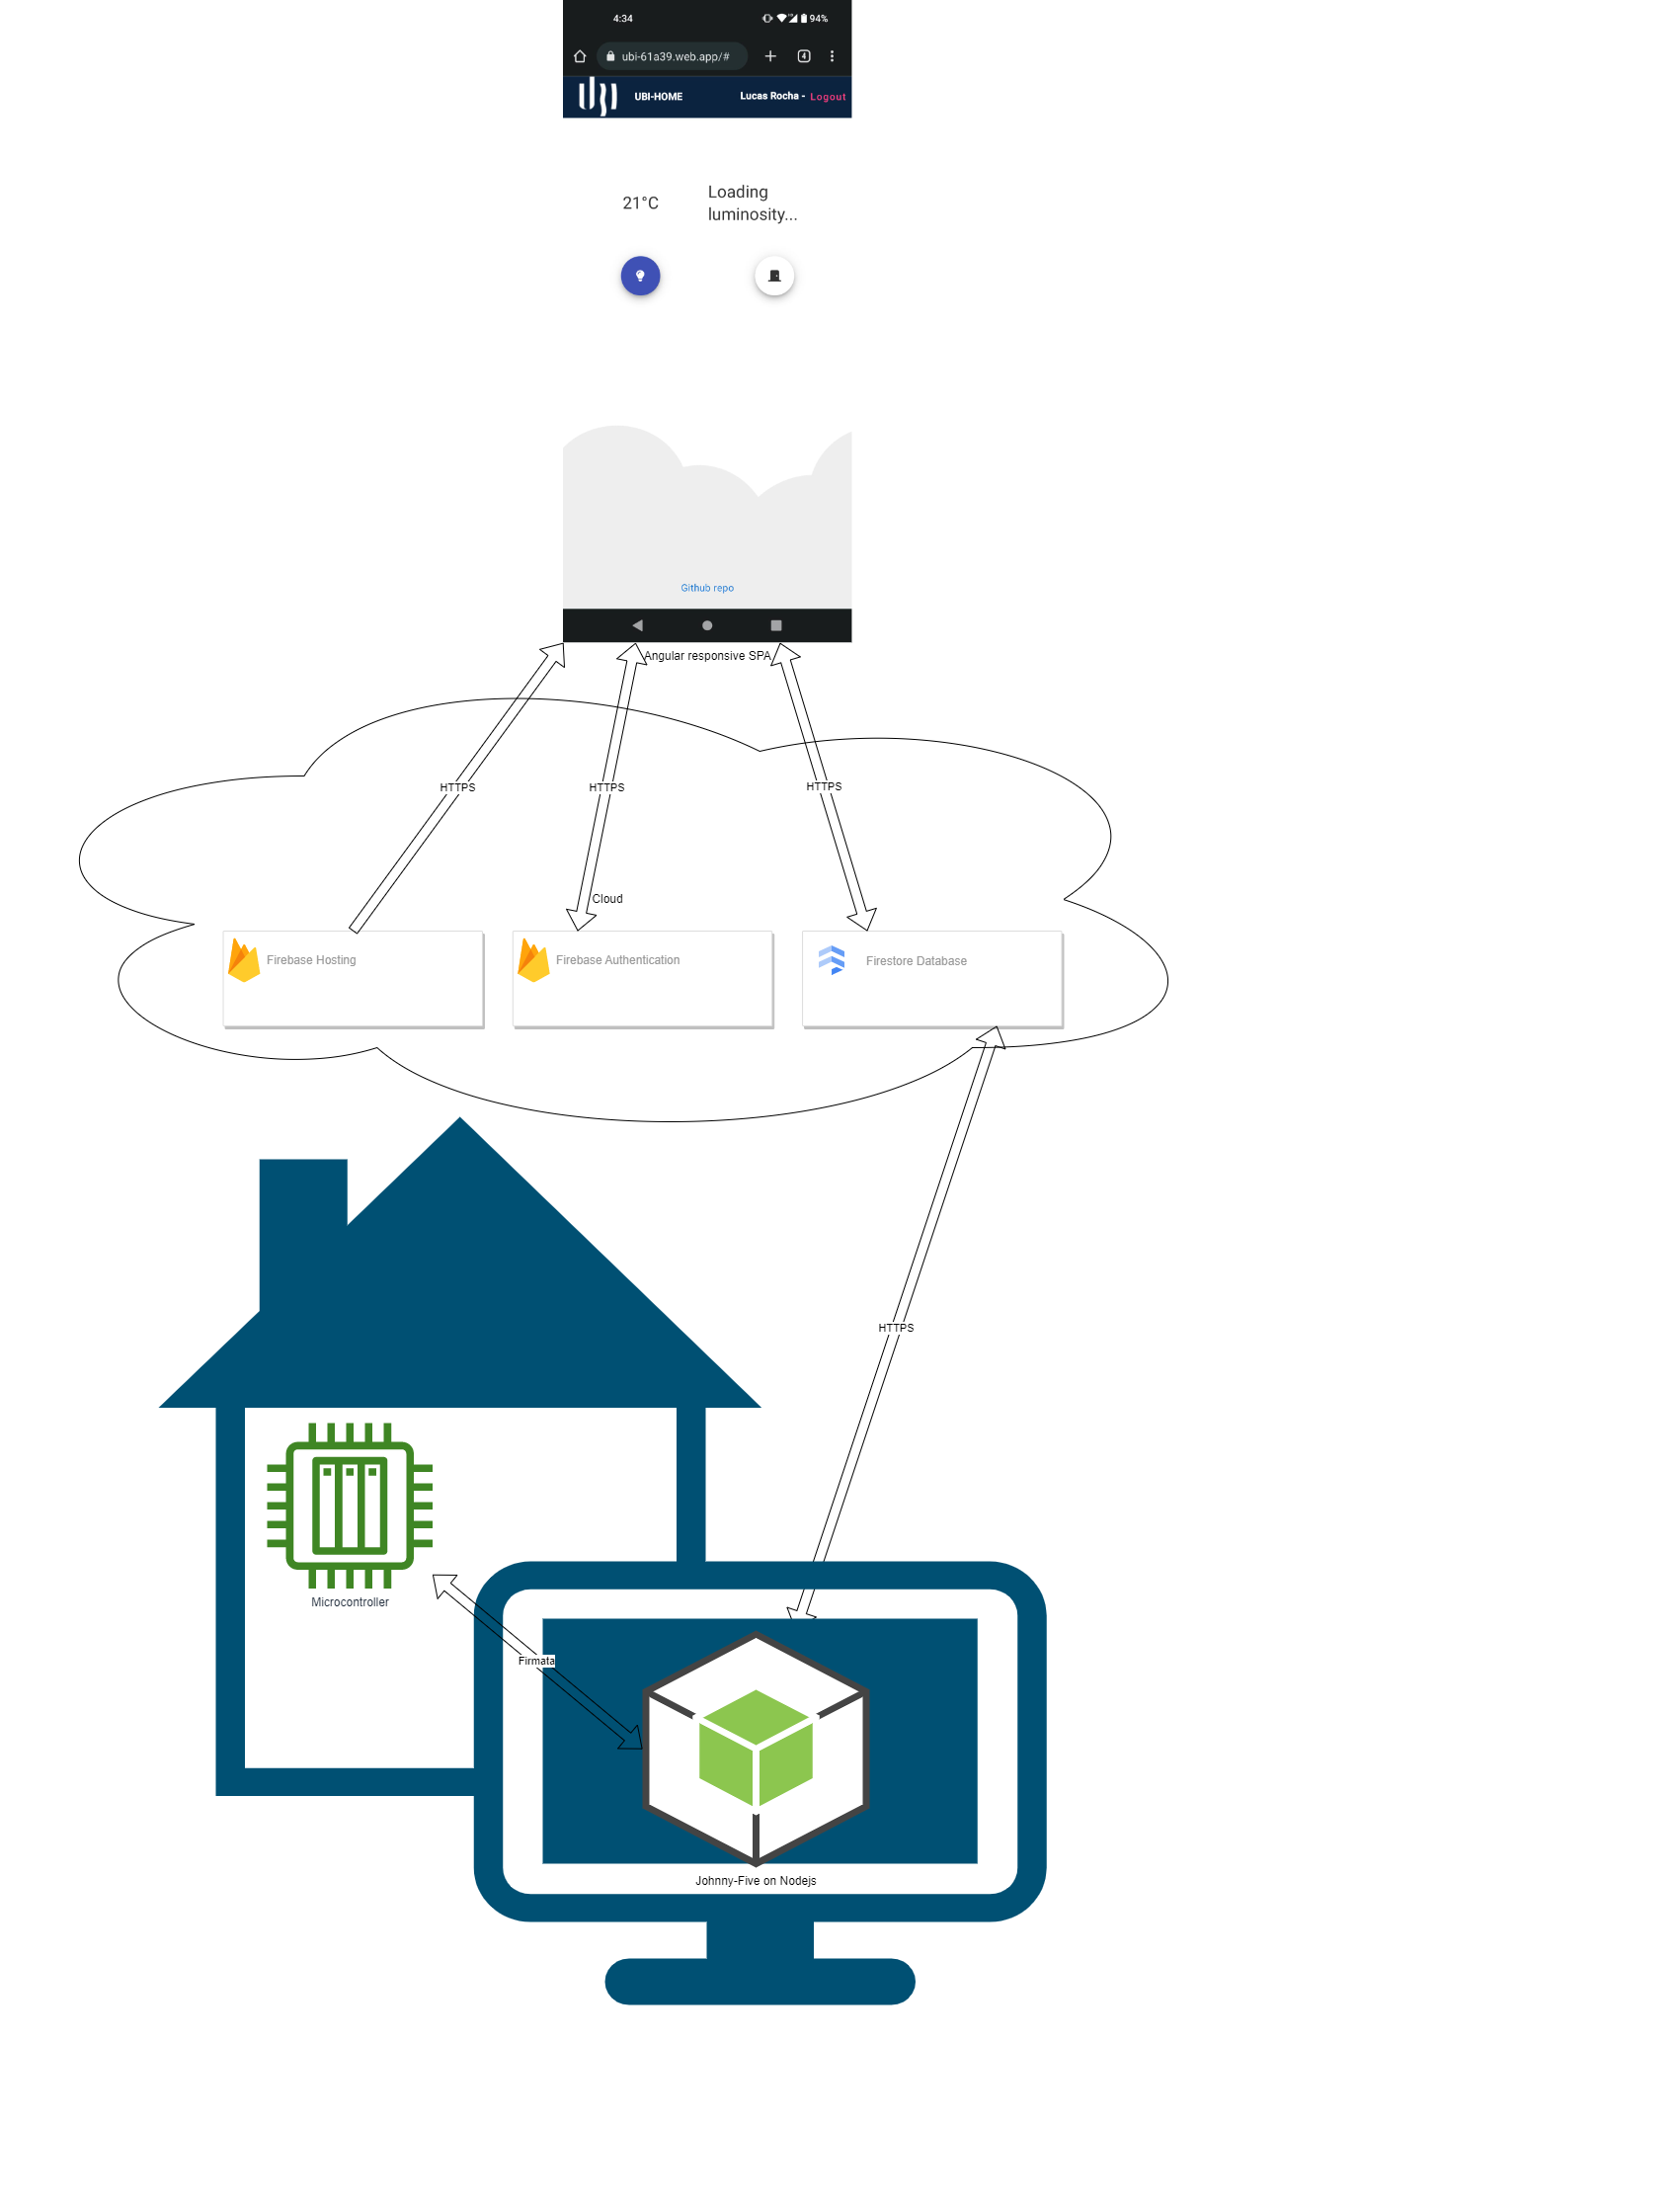 4:34
94%
ubi-61a39.web.app/#
4
UBI-HOME
Lucas Rocha - Logout
21°C
Loading
luminosity...
Github repo
Angular responsive SPA
HTTPS
HTTPS
HTTPS
Cloud
Firebase Hosting
Firebase Authentication
Firestore Database
HTTPS
Microcontroller
Firmata
Johnny-Five on Nodejs